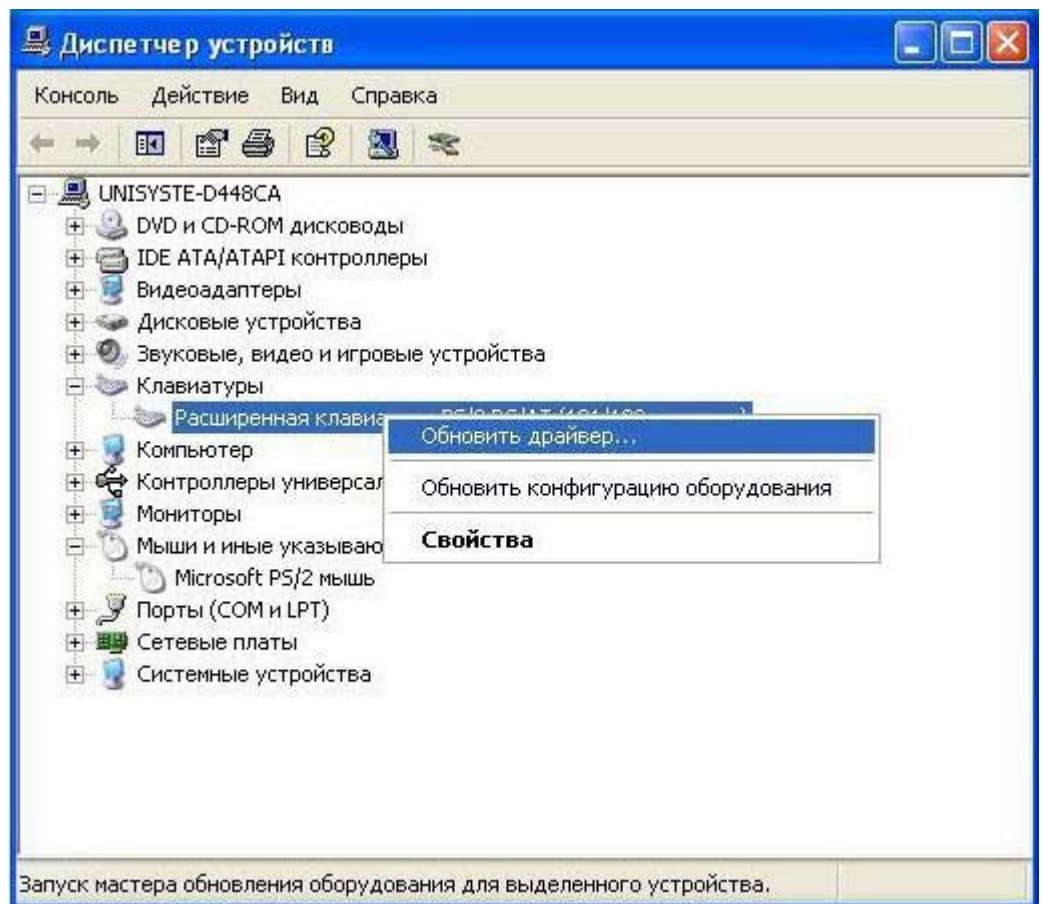 Диспетчер устройств
Консоль Действие Вид Справка
UNISYSTE-D448CA
DVD и CD-ROM дисководы
IDE ATA/ATAPI контроллеры
Видеоадаптеры
Дисковые устройства
Звуковые, видео и игровые устройства
Клавиатуры
Расширенная клавиа
Обновить драйвер...
Компьютер
Контроллеры универсал
Обновить конфигурацию оборудования
Мониторы
Свойства
Мыши и иные указываю
Microsoft PS/2 мышь
Порты (COM и LPT)
Сетевые платы
Системные устройства
Запуск мастера обновления оборудования для выделенного устройства.